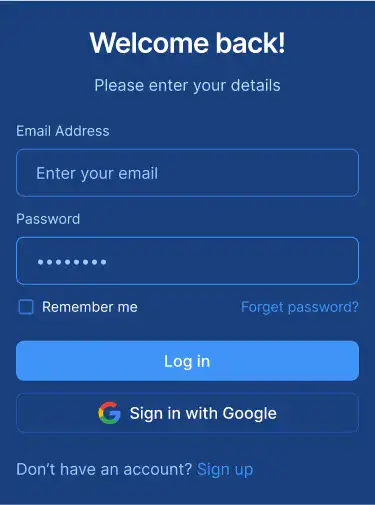 Welcome back!
Please enter your details
Email Address
Enter your email
Password
••••••••
Remember me Forget password?
Log in
Sign in with Google
Don't have an account? Sign up